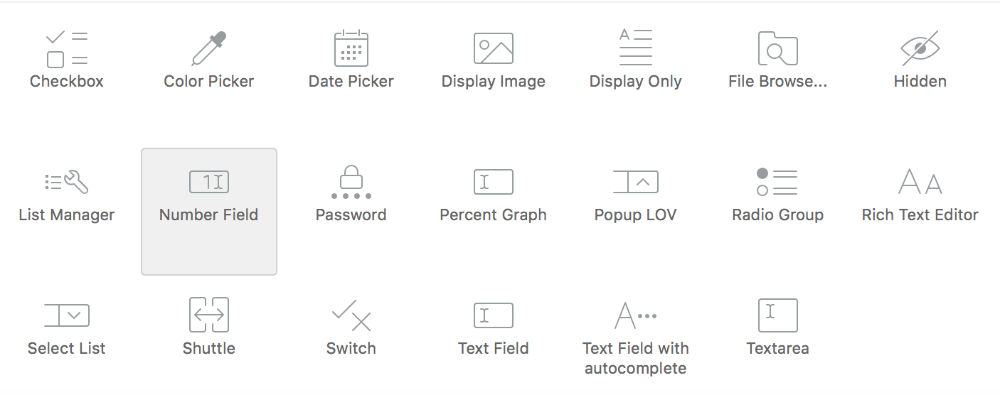 Checkbox
Color Picker
Date Picker
Display Image
Display Only
File Browse...
Hidden
List Manager
Number Field
Password
Percent Graph
Popup LOV
Radio Group
Rich Text Editor
Select List
Shuttle
Switch
Text Field
Text Field with
autocomplete
Textarea